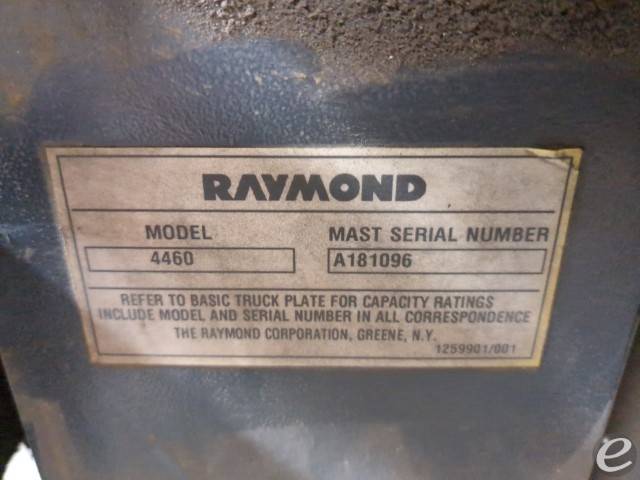 RAYMOND
MODEL
MAST SERIAL NUMBER
4460
A181096
REFER TO BASIC TRUCK PLATE FOR CAPACITY RATINGS
INCLUDE MODEL AND SERIAL NUMBER IN ALL CORRESPONDENCE
THE RAYMOND CORPORATION, GREENE, N.Y.
1259901/001
e